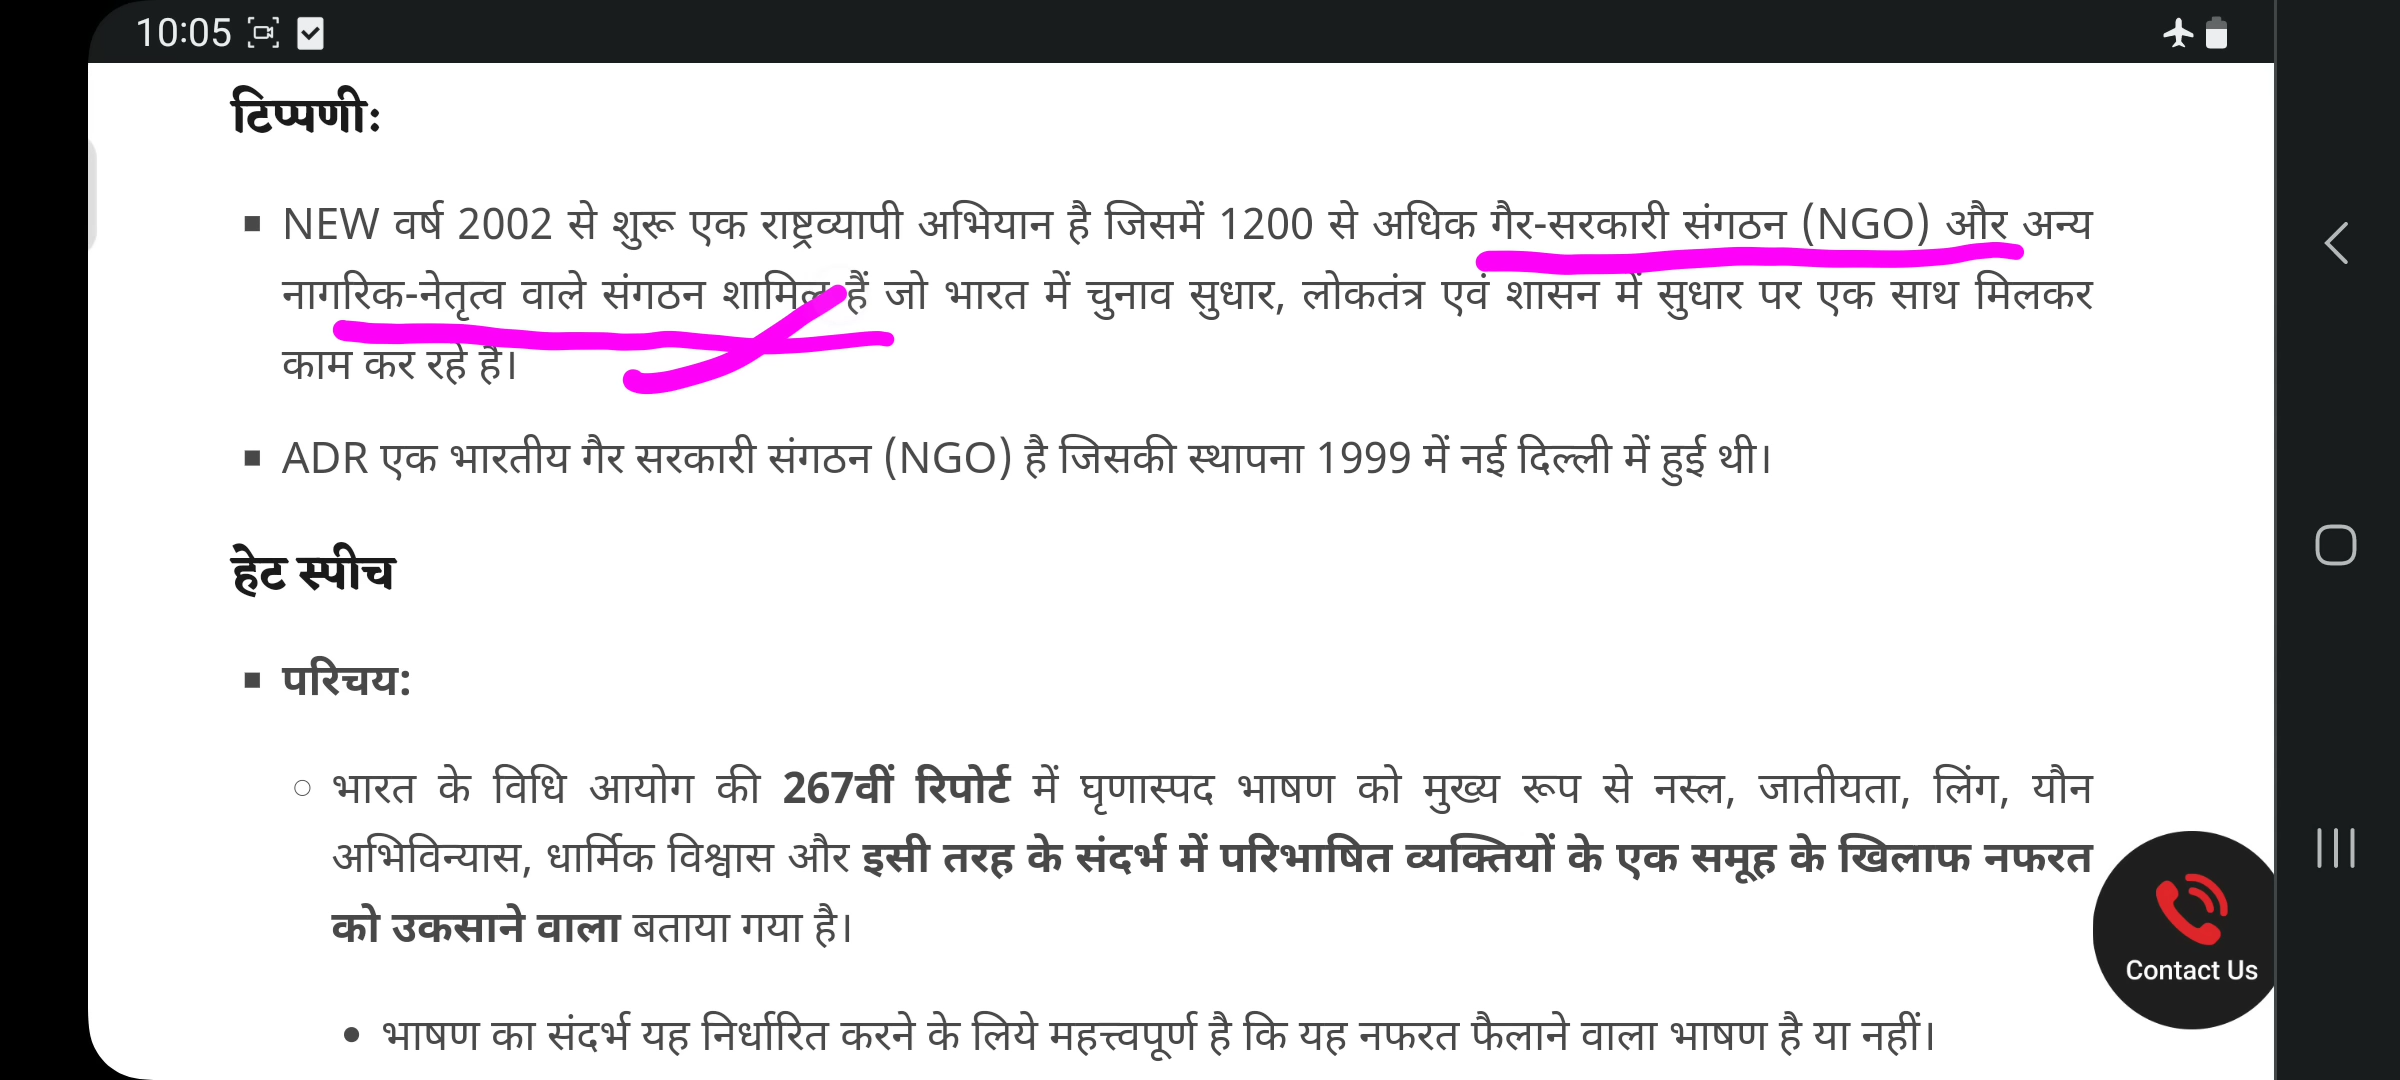 10:05
टिप्पणीः
NEW वर्ष 2002 से शुरू एक राष्ट्रव्यापी अभियान है जिसमें 1200 से अधिक गैर-सरकारी संगठन (NGO) और अन्य
नागरिक-नेतृत्व वाले संगठन शामिल हैं जो भारत में चुनाव सुधार, लोकतंत्र एवं शासन में सुधार पर एक साथ मिलकर
काम कर रहे हैं।
ADR एक भारतीय गैर सरकारी संगठन (NGO) है जिसकी स्थापना 1999 में नई दिल्ली में हुई थी।
हेट स्पीच
परिचय:
भारत के विधि आयोग की 267वीं रिपोर्ट में घृणास्पद भाषण को मुख्य रूप से नस्ल, जातीयता, लिंग, यौन
अभिविन्यास, धार्मिक विश्वास और इसी तरह के संदर्भ में परिभाषित व्यक्तियों के एक समूह के खिलाफ नफरत
को उकसाने वाला बताया गया है।
Contact Us
भाषण का संदर्भ यह निर्धारित करने के लिये महत्त्वपूर्ण है कि यह नफरत फैलाने वाला भाषण है या नहीं।